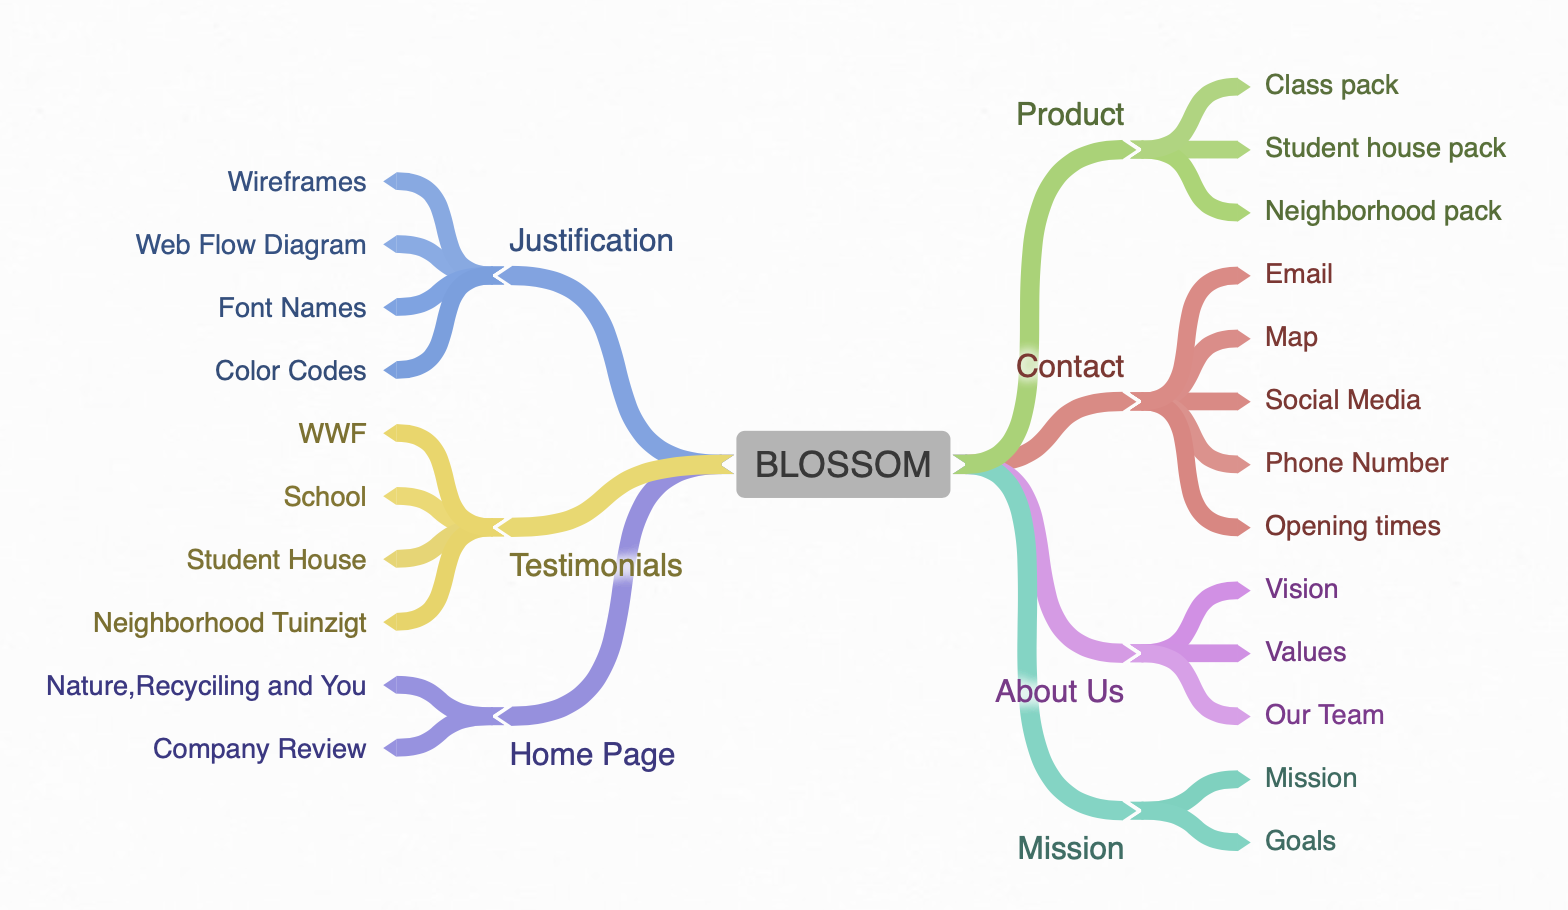 BLOSSOM
Product
Class pack
Student house pack
Neighborhood pack
Contact
Email
Map
Social Media
Phone Number
Opening times
About Us
Vision
Values
Our Team
Mission
Mission
Goals
Justification
Wireframes
Web Flow Diagram
Font Names
Color Codes
Testimonials
WWF
School
Student House
Neighborhood Tuinzigt
Home Page
Nature,Recyciling and You
Company Review